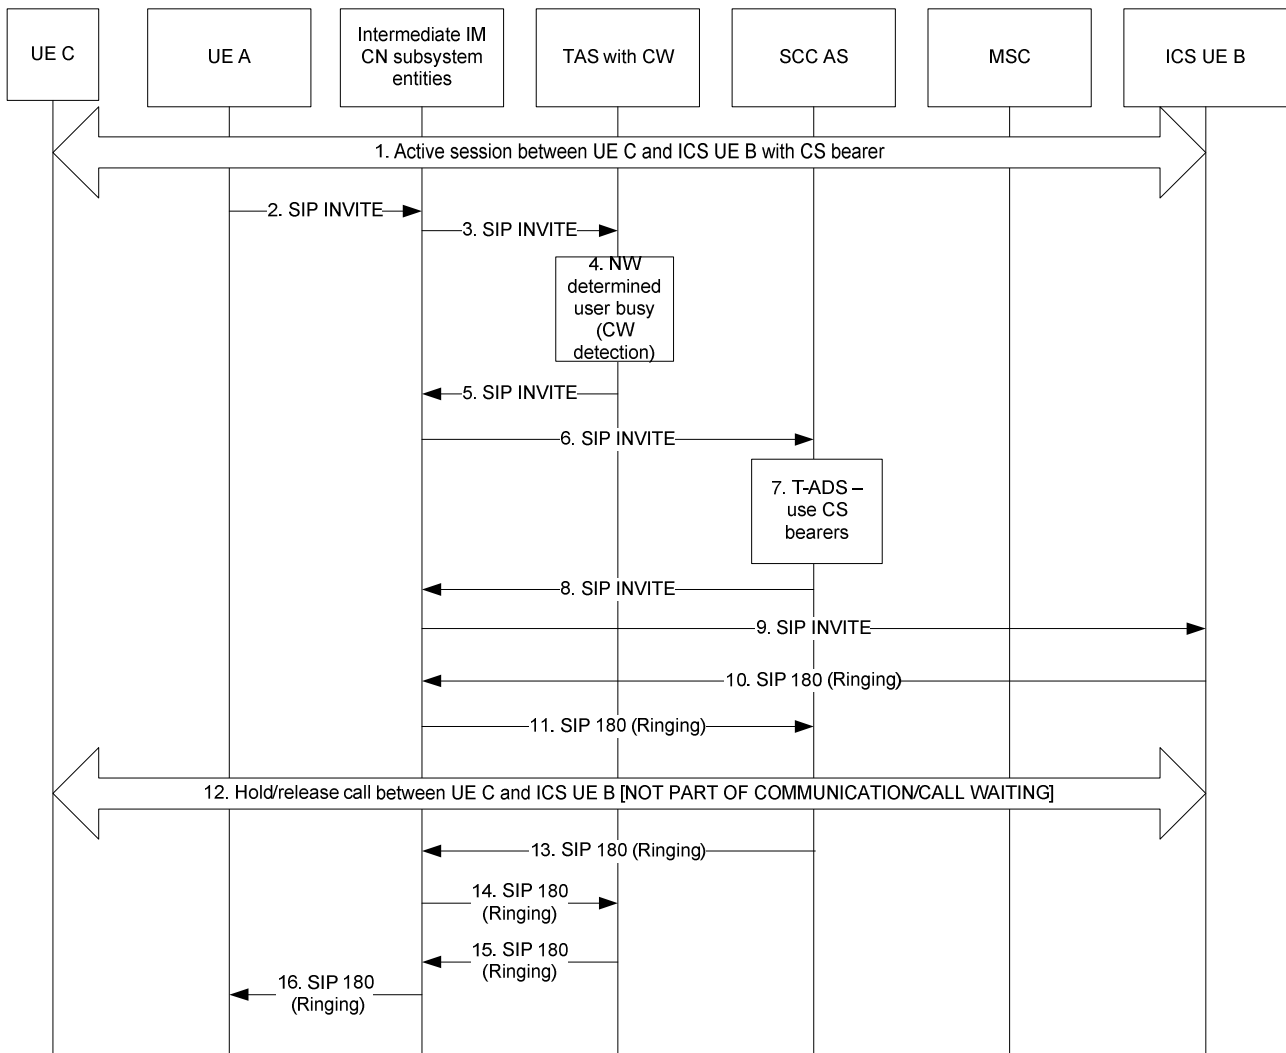 UE C
UE A
Intermediate IM
CN subsystem
entities
TAS with CW
SCC AS
MSC
ICS UE B
1. Active session between UE C and ICS UE B with CS bearer
2. SIP INVITE
3. SIP INVITE
4. NW
determined
user busy
(CW
detection)
5. SIP INVITE
6. SIP INVITE
7. T-ADS –
use CS
bearers
8. SIP INVITE
9. SIP INVITE
10. SIP 180 (Ringing)
11. SIP 180 (Ringing)
12. Hold/release call between UE C and ICS UE B [NOT PART OF COMMUNICATION/CALL WAITING]
13. SIP 180 (Ringing)
14. SIP 180
(Ringing)
15. SIP 180
(Ringing)
16. SIP 180
(Ringing)